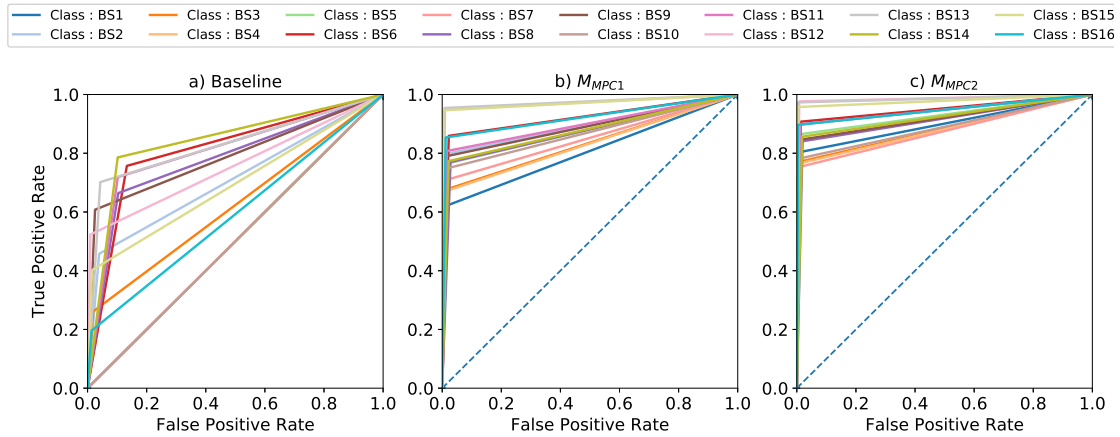 Class : BS1 Class : BS3 Class : BS5 Class : BS7 Class : BS9 Class : BS11 Class : BS13 Class : BS15
Class : BS2 Class : BS4 Class : BS6 Class : BS8 Class : BS10 Class : BS12 Class : BS14 Class : BS16
a) Baseline
1.0
0.8
0.6
0.4
0.2
0.0
0.0 0.2 0.4 0.6 0.8 1.0
True Positive Rate
False Positive Rate
b) M_MPC1
1.0
0.8
0.6
0.4
0.2
0.0
0.0 0.2 0.4 0.6 0.8 1.0
False Positive Rate
c) M_MPC2
1.0
0.8
0.6
0.4
0.2
0.0
0.0 0.2 0.4 0.6 0.8 1.0
False Positive Rate